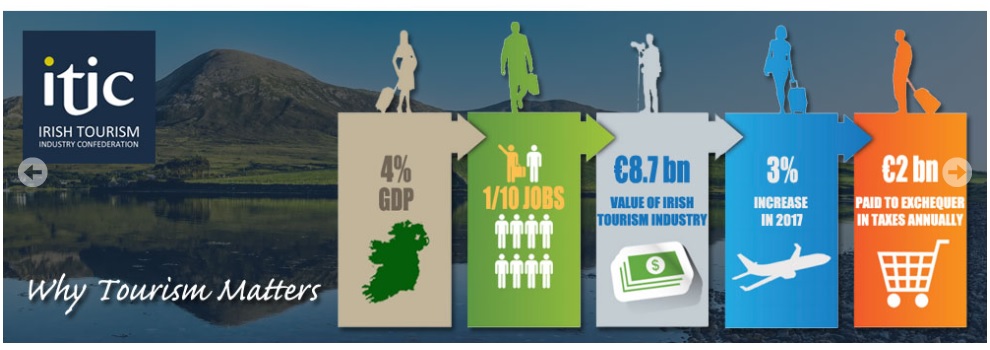 itic
IRISH TOURISM
INDUSTRY CONFEDERATION
Why Tourism Matters
4%
GDP
1/10 JOBS
€8.7 bn
VALUE OF IRISH
TOURISM INDUSTRY
$
3%
INCREASE
IN 2017
€2 bn
PAID TO EXCHEQUER
IN TAXES ANNUALLY